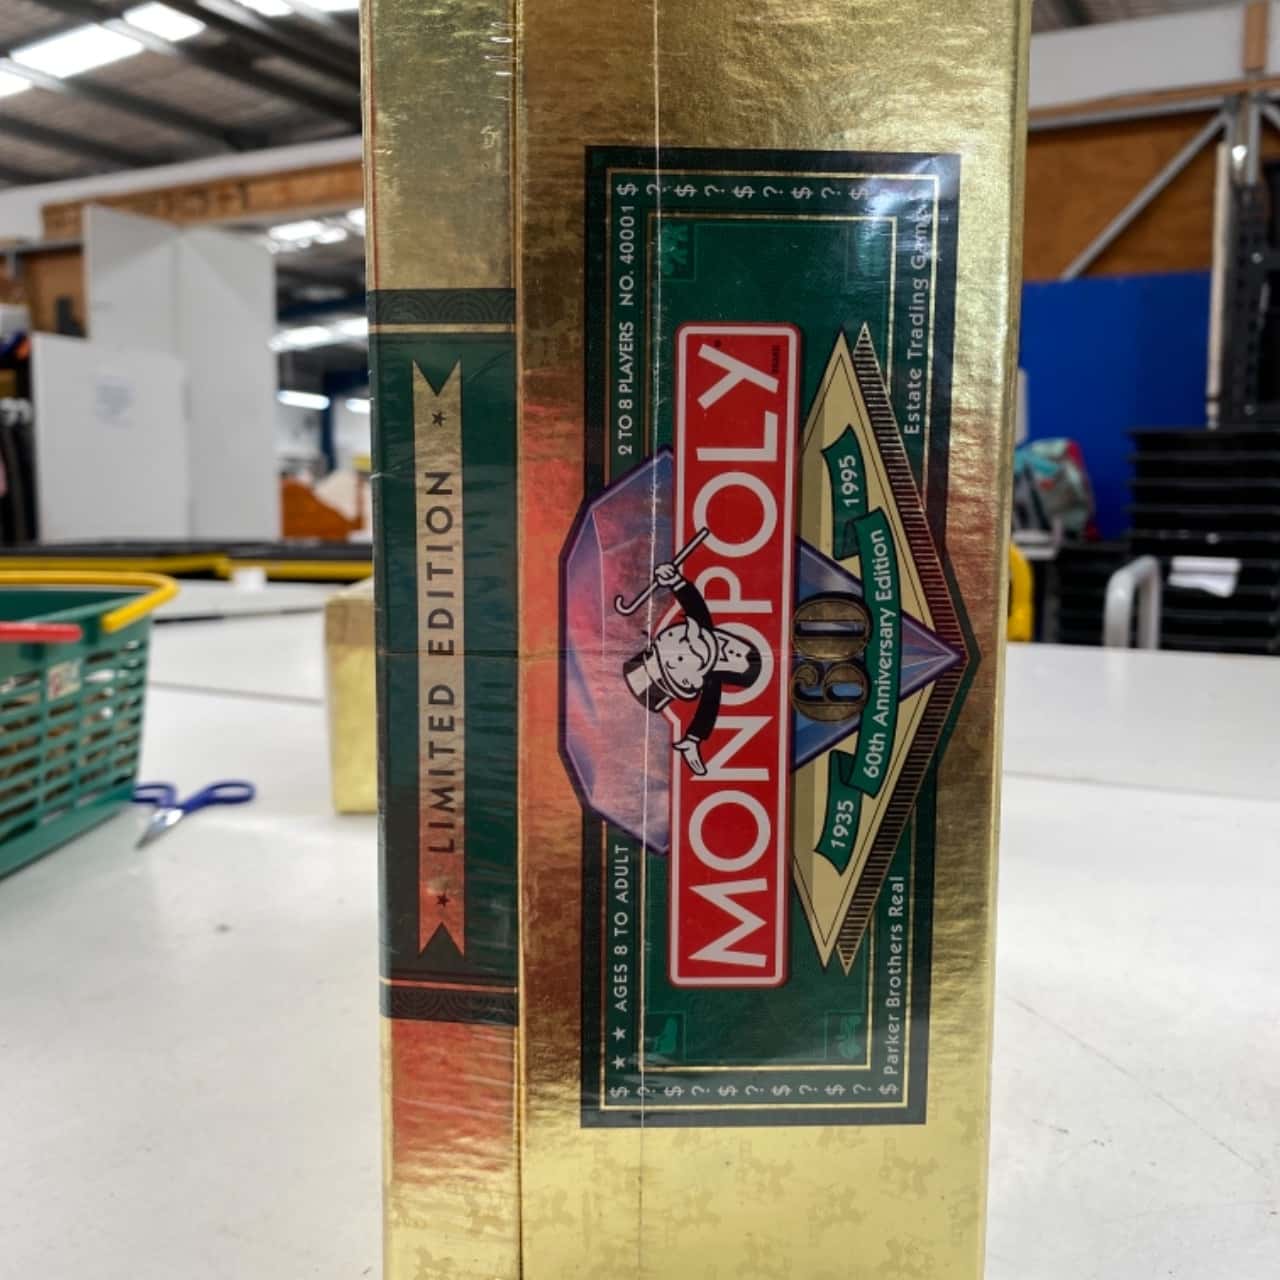 ★ LIMITED EDITION ★
$ ? $ ? $ ? $ ? $
★ ★ AGES 8 TO ADULT
2 TO 8 PLAYERS NO. 40001 $
MONOPOLY
BRAND
60
1935
60th Anniversary Edition
1995
$ ? $ ? $ ? $ ? $ ? $
Parker Brothers Real
Estate Trading Game